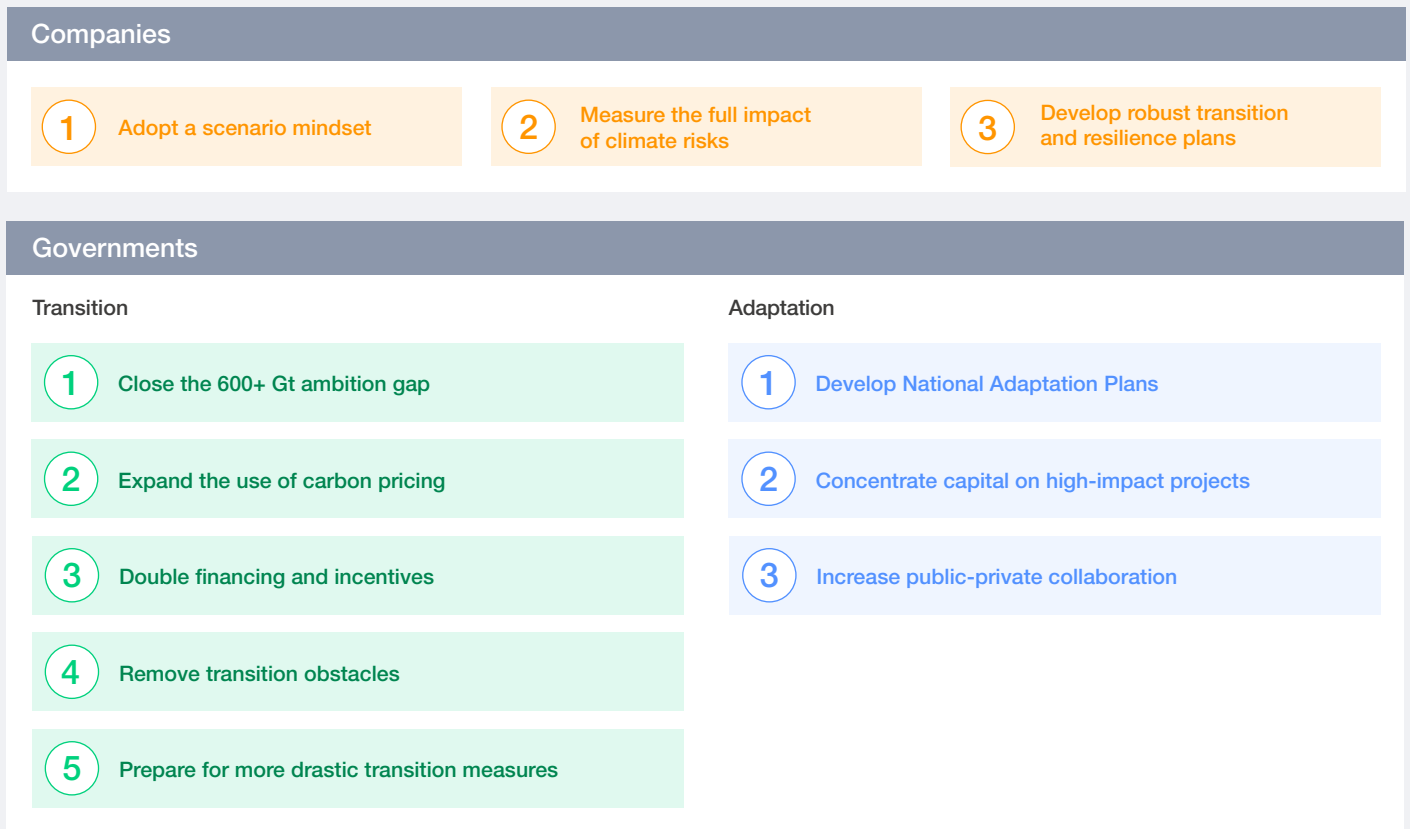 Companies
1
Adopt a scenario mindset
2
Measure the full impact
of climate risks
3
Develop robust transition
and resilience plans
Governments
Transition
1
Close the 600+ Gt ambition gap
2
Expand the use of carbon pricing
3
Double financing and incentives
4
Remove transition obstacles
5
Prepare for more drastic transition measures
Adaptation
1
Develop National Adaptation Plans
2
Concentrate capital on high-impact projects
3
Increase public-private collaboration